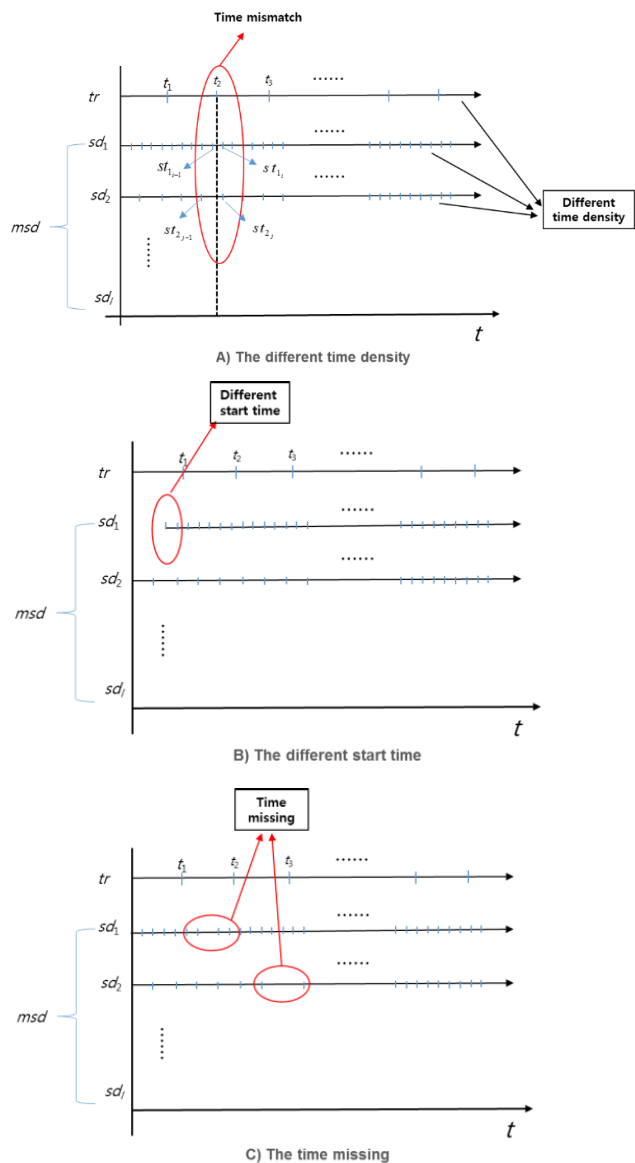 Time mismatch
t1 t2 t3 ······
tr
sd1 ······
st1i−1 st1i
sd2 ······
Different
time density
st2j−1 st2j
msd
sdl
t
A) The different time density
Different
start time
t1 t2 t3 ······
tr
sd1 ······
sd2 ······
msd
sdl
t
B) The different start time
Time
missing
t1 t2 t3 ······
tr
sd1 ······
sd2 ······
msd
sdl
t
C) The time missing